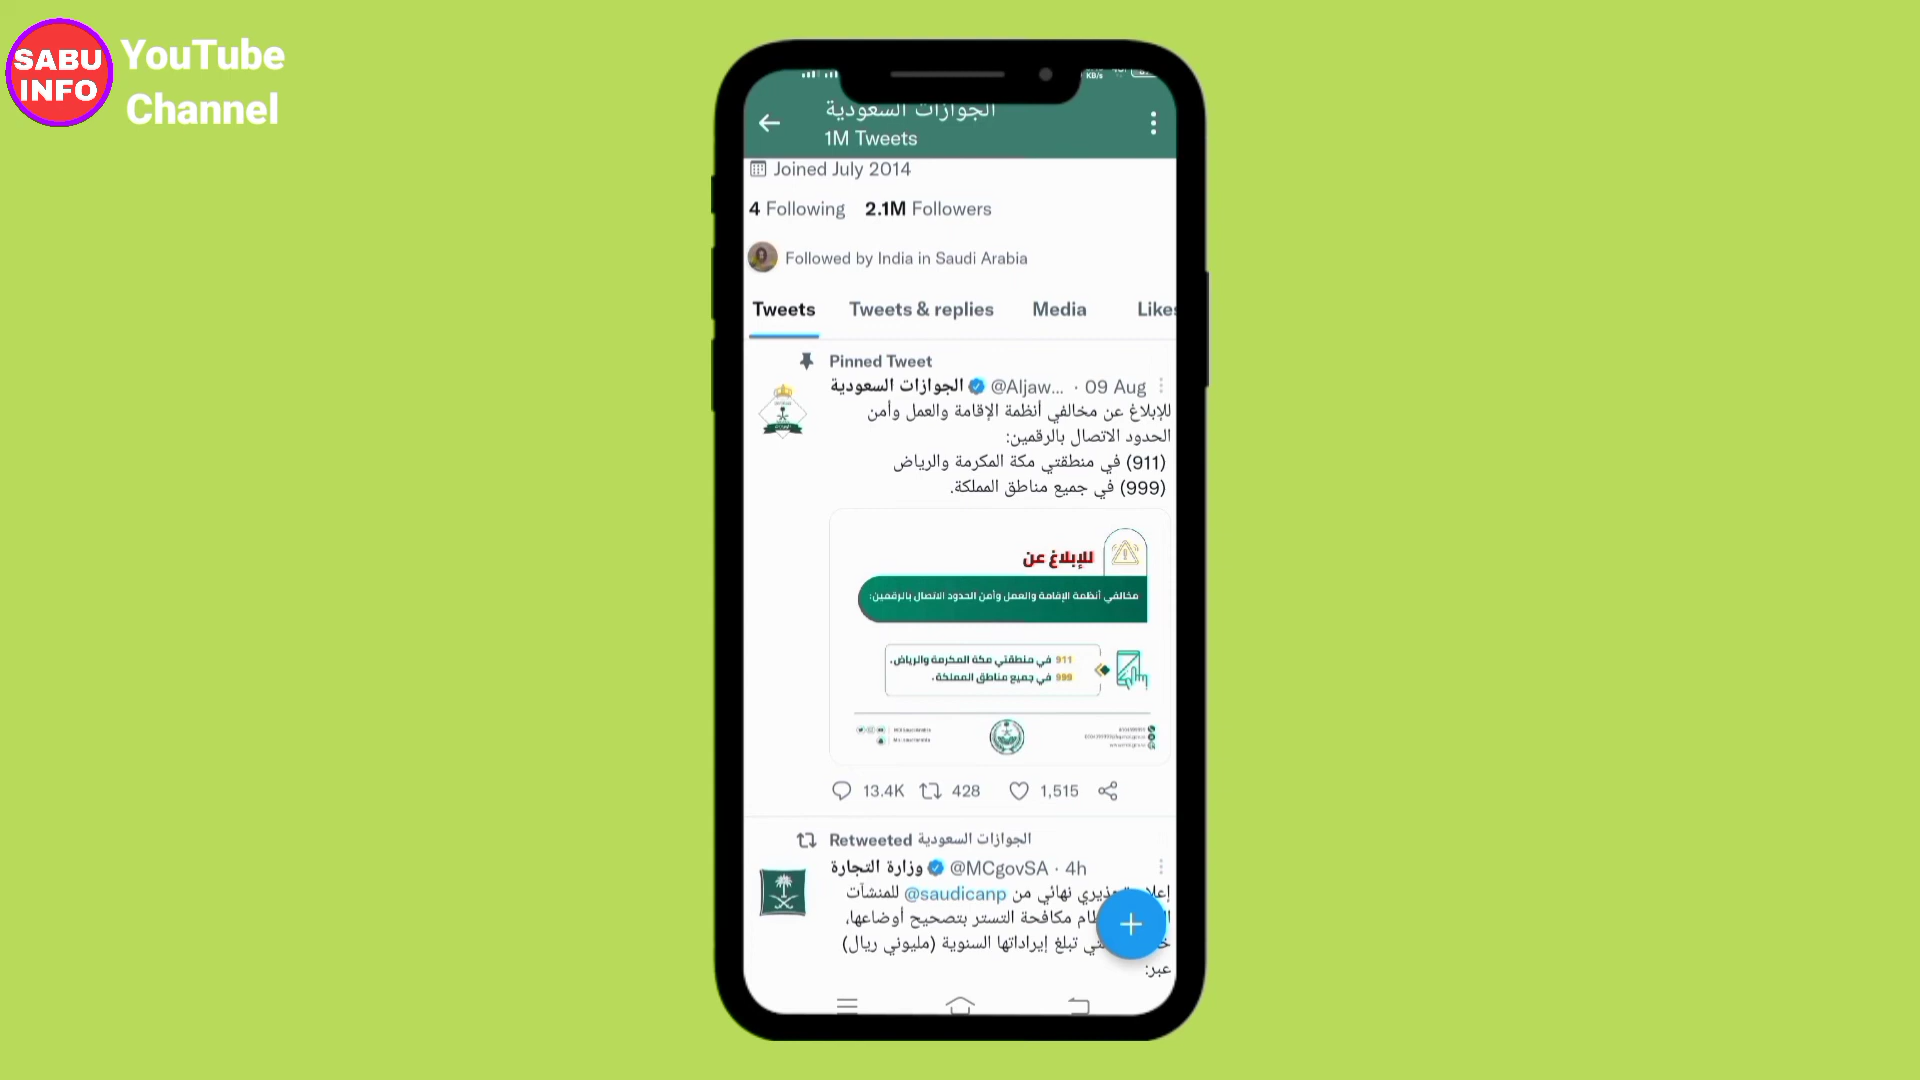 SABU
INFO
YouTube
Channel
KB/s
الجوازات السعودية
1M Tweets
Joined July 2014
4 Following 2.1M Followers
Followed by India in Saudi Arabia
Tweets Tweets & replies Media Likes
Pinned Tweet
الجوازات السعودية @Aljaw... · 09 Aug
للإبلاغ عن مخالفي أنظمة الإقامة والعمل وأمن
الحدود الاتصال بالرقمين:
(911) في منطقتي مكة المكرمة والرياض
(999) في جميع مناطق المملكة.
للإبلاغ عن
مخالفي أنظمة الإقامة والعمل وأمن الحدود الاتصال بالرقمين:
911 في منطقتي مكة المكرمة والرياض.
999 في جميع مناطق المملكة.
13.4K 428 1,515
Retweeted الجوازات السعودية
وزارة التجارة @MCgovSA · 4h
نهائي من @saudicanp للمنشآت
مكافحة التستر بتصحيح أوضاعها،
تبلغ إيراداتها السنوية (مليوني ريال)
عبر: